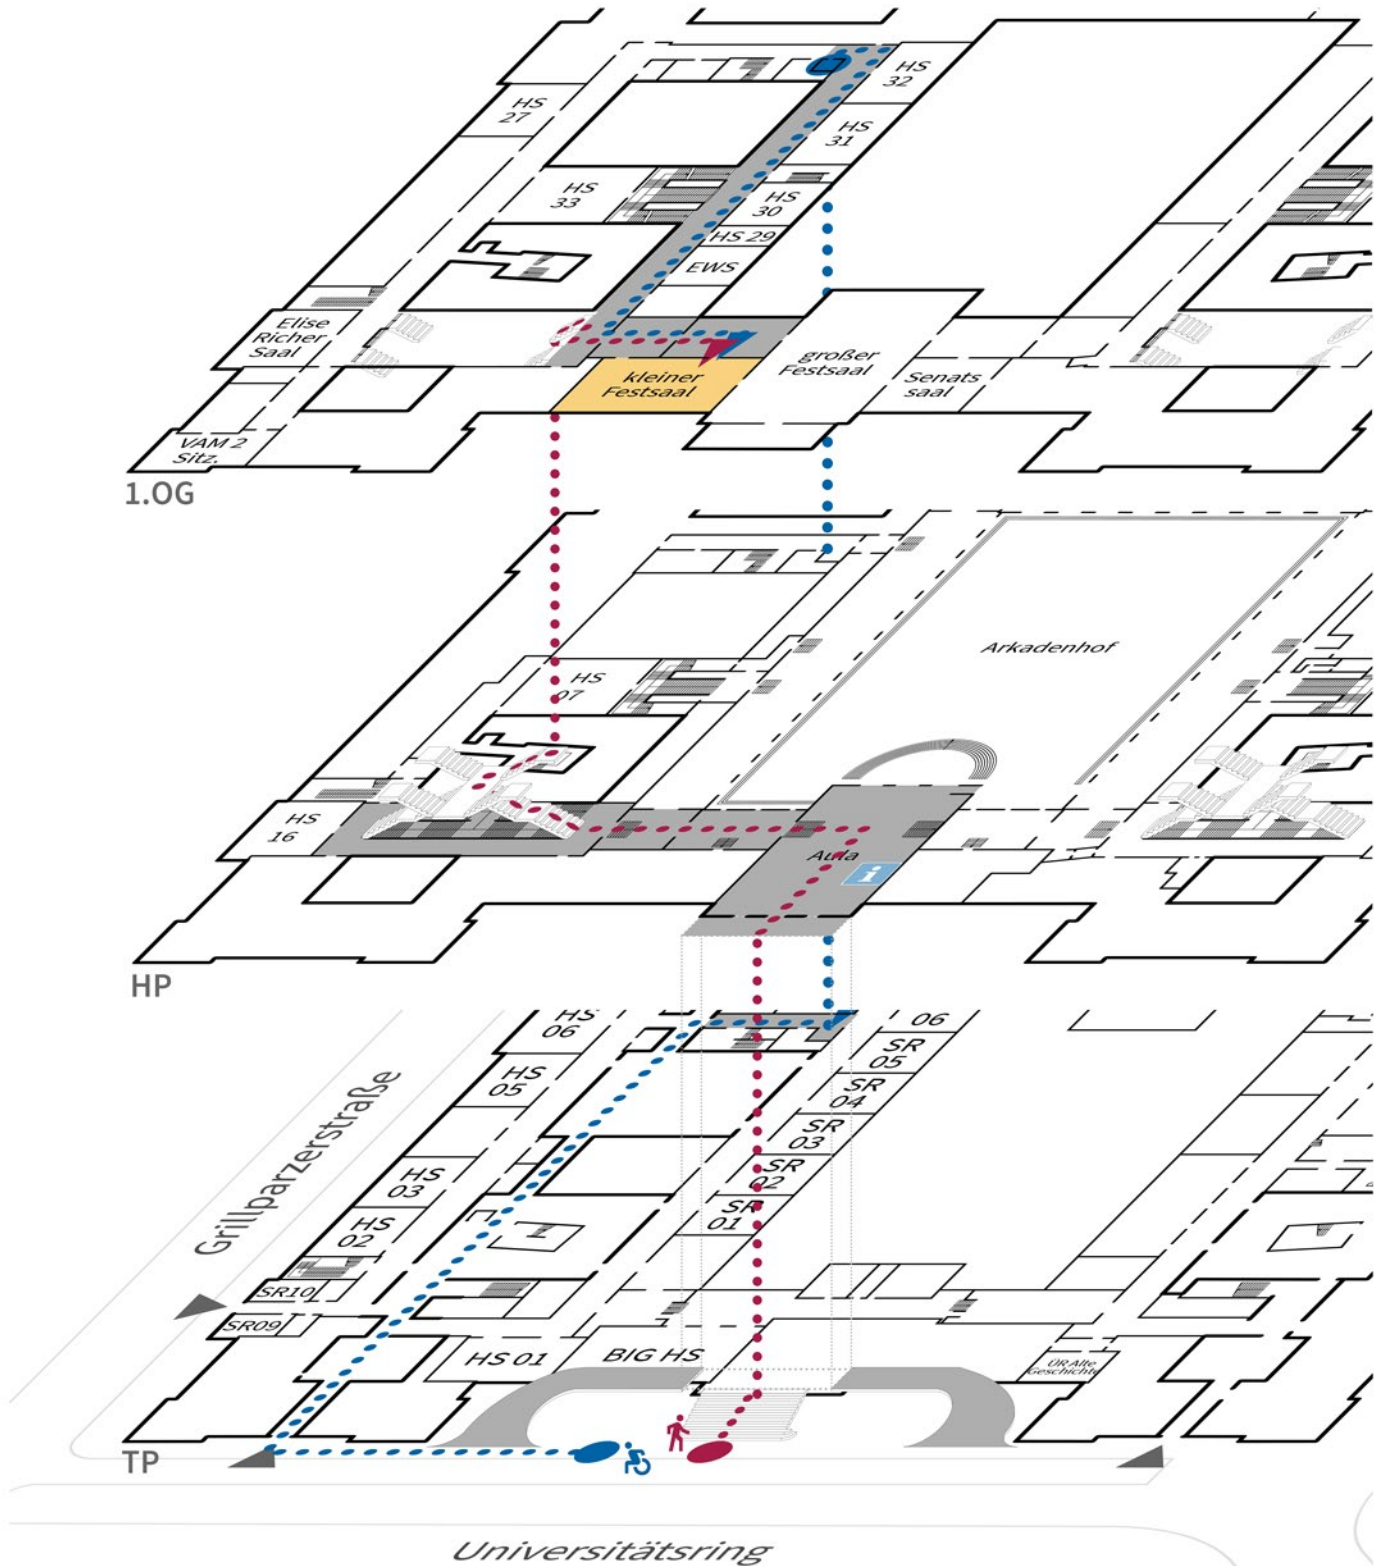 HS
32
HS
27
HS
31
HS
33
HS
30
HS 29
EWS
Elise
Richer
Saal
großer
Festsaal
kleiner
Festsaal
Senats
saal
VAM 2
Sitz.
1.OG
Arkadenhof
HS
07
HS
16
Aula
i
HP
HS
06
06
SR
05
HS
05
SR
04
SR
03
Grillparzerstraße
HS
03
SR
02
HS
02
SR
01
SR10
SR09
HS 01
BIG HS
ÜR Alte
Geschichte
TP
Universitätsring